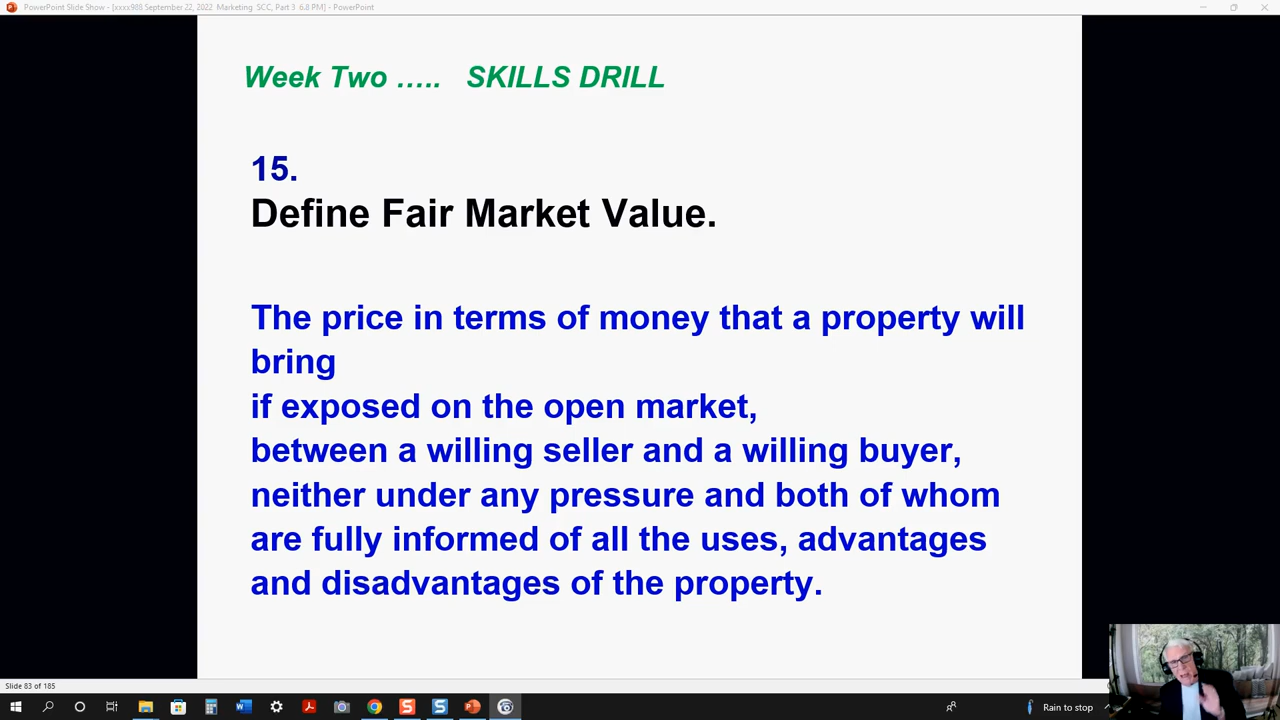 PowerPoint Slide Show - [xxxx988 September 22, 2022 Marketing SCC, Part 3 6.8 PM] - PowerPoint
Week Two ….. SKILLS DRILL
15.
Define Fair Market Value.
The price in terms of money that a property will
bring
if exposed on the open market,
between a willing seller and a willing buyer,
neither under any pressure and both of whom
are fully informed of all the uses, advantages
and disadvantages of the property.
Slide 83 of 185
Rain to stop